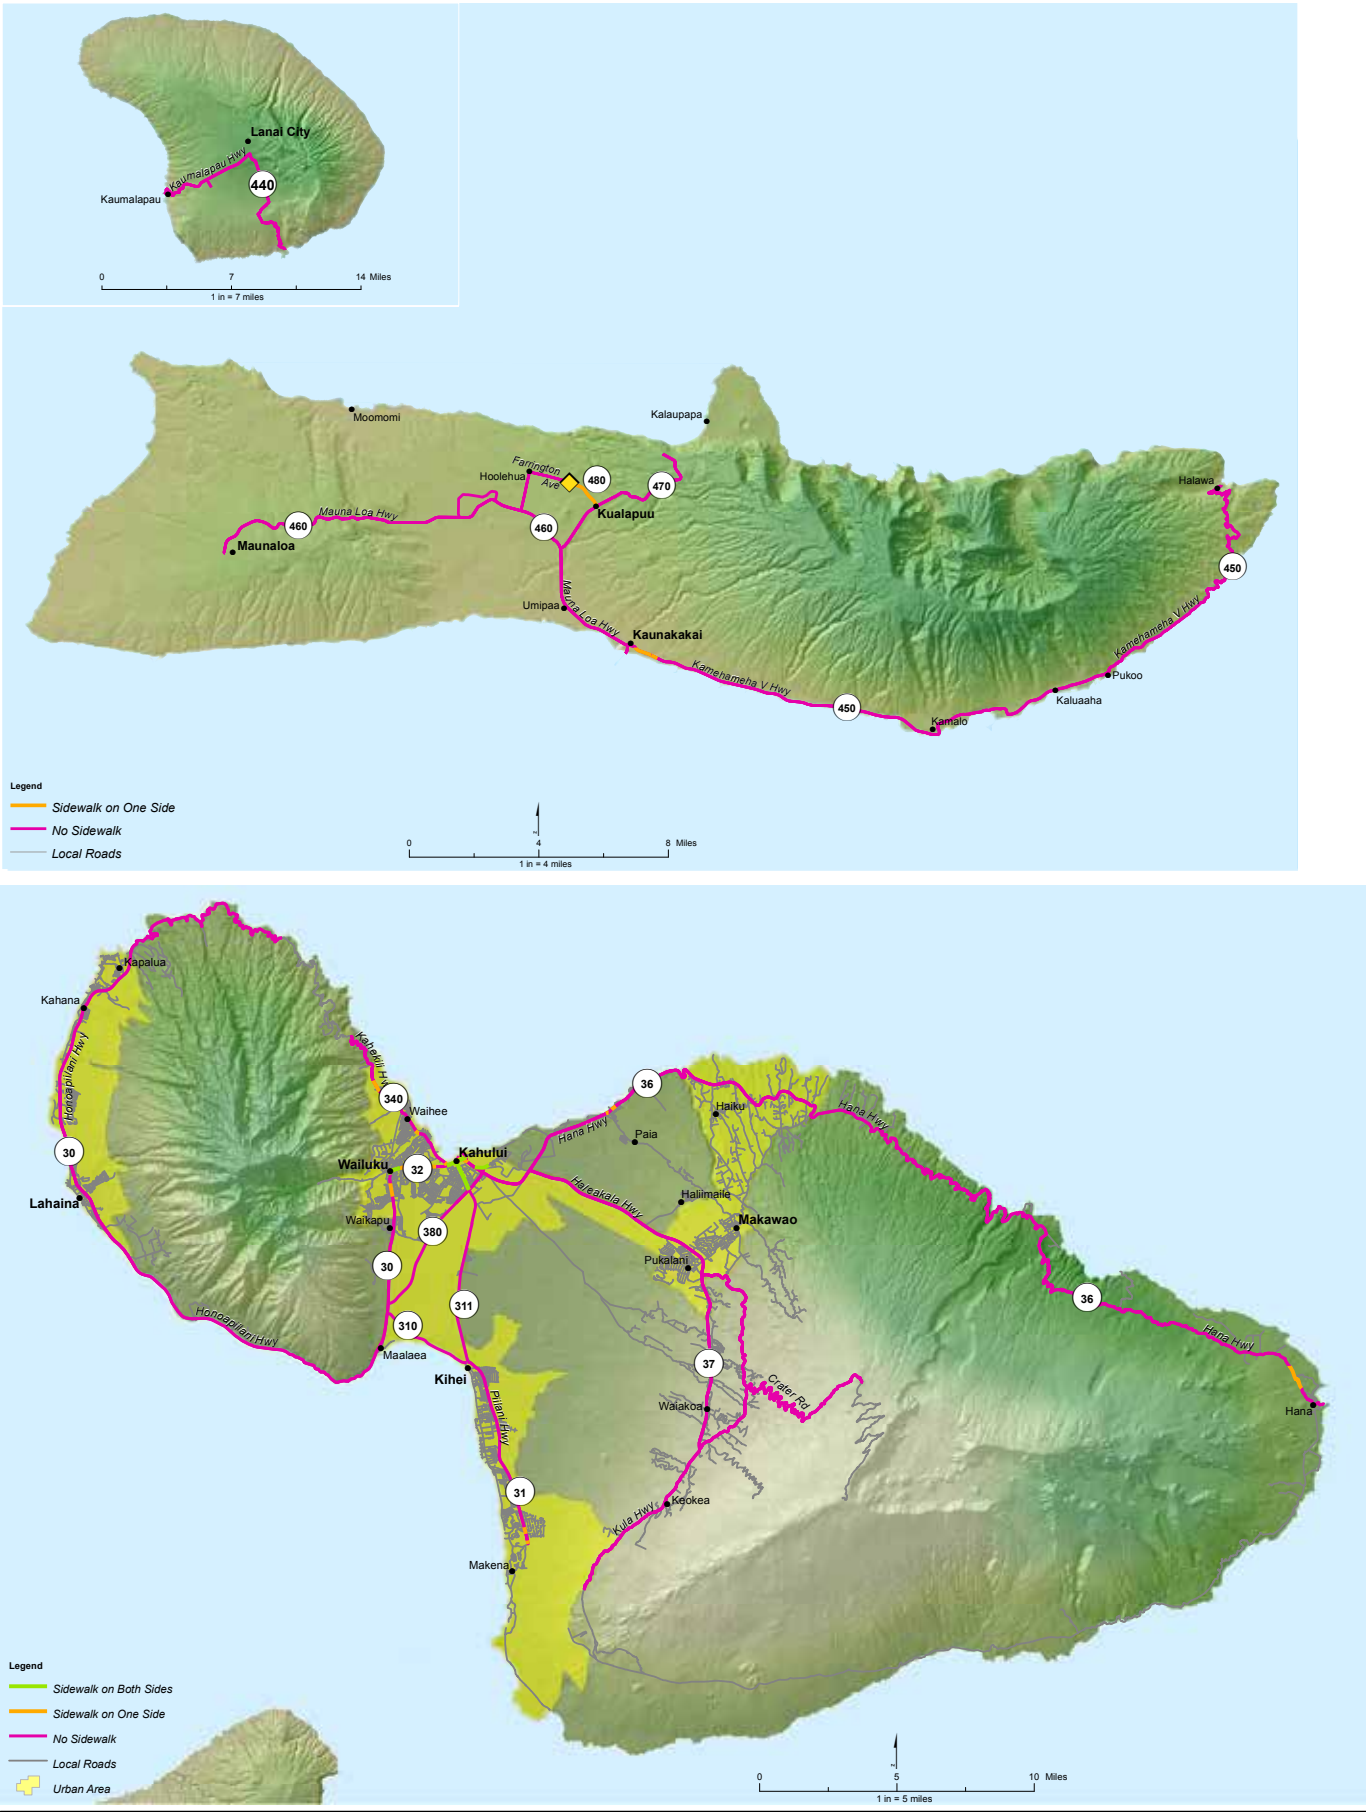 Lanai City
Kaumalapau Hwy
440
Kaumalapau
0 7 14 Miles
1 in = 7 miles
Moomomi
Kalaupapa
Farrington
Ave
Hoolehua
480
470
Halawa
Kualapuu
Mauna Loa Hwy
460
460
Maunaloa
450
Umipaa
Mauna Loa Hwy
Kaunakakai
Kamehameha V Hwy
Kamehameha V Hwy
Pukoo
Kaluaaha
450
Kamalo
Legend
Sidewalk on One Side
No Sidewalk
Local Roads
0 4 8 Miles
1 in = 4 miles
Kapalua
Kahana
Honoapiilani Hwy
Kahekili Hwy
340
Waihee
36
Haiku
Hana Hwy
Hana Hwy
Paia
30
Wailuku
32
Kahului
Lahaina
Haleakala Hwy
Haliimaile
Makawao
Waikapu
380
Pukalani
30
36
311
310
Honoapiilani Hwy
Hana Hwy
Maalaea
Kihei
37
Crater Rd
Piilani Hwy
Waiakoa
Hana
31
Keokea
Kula Hwy
Makena
Legend
Sidewalk on Both Sides
Sidewalk on One Side
No Sidewalk
Local Roads
Urban Area
0 5 10 Miles
1 in = 5 miles